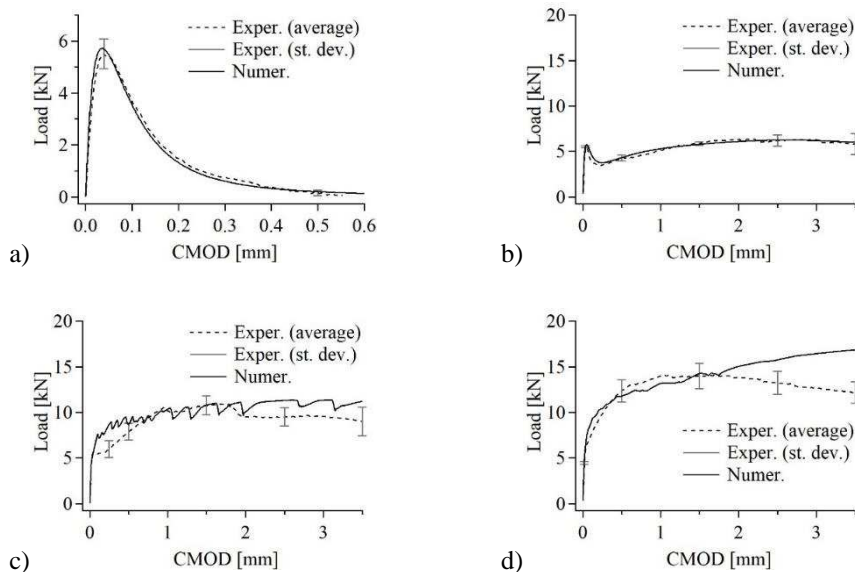 Exper. (average)
Exper. (st. dev.)
Numer.
Load [kN]
6
4
2
0
0.0 0.1 0.2 0.3 0.4 0.5 0.6
CMOD [mm]
a)
Exper. (average)
Exper. (st. dev.)
Numer.
Load [kN]
20
15
10
5
0
0 1 2 3
CMOD [mm]
b)
Exper. (average)
Exper. (st. dev.)
Numer.
Load [kN]
20
15
10
5
0
0 1 2 3
CMOD [mm]
c)
Exper. (average)
Exper. (st. dev.)
Numer.
Load [kN]
20
15
10
5
0
0 1 2 3
CMOD [mm]
d)